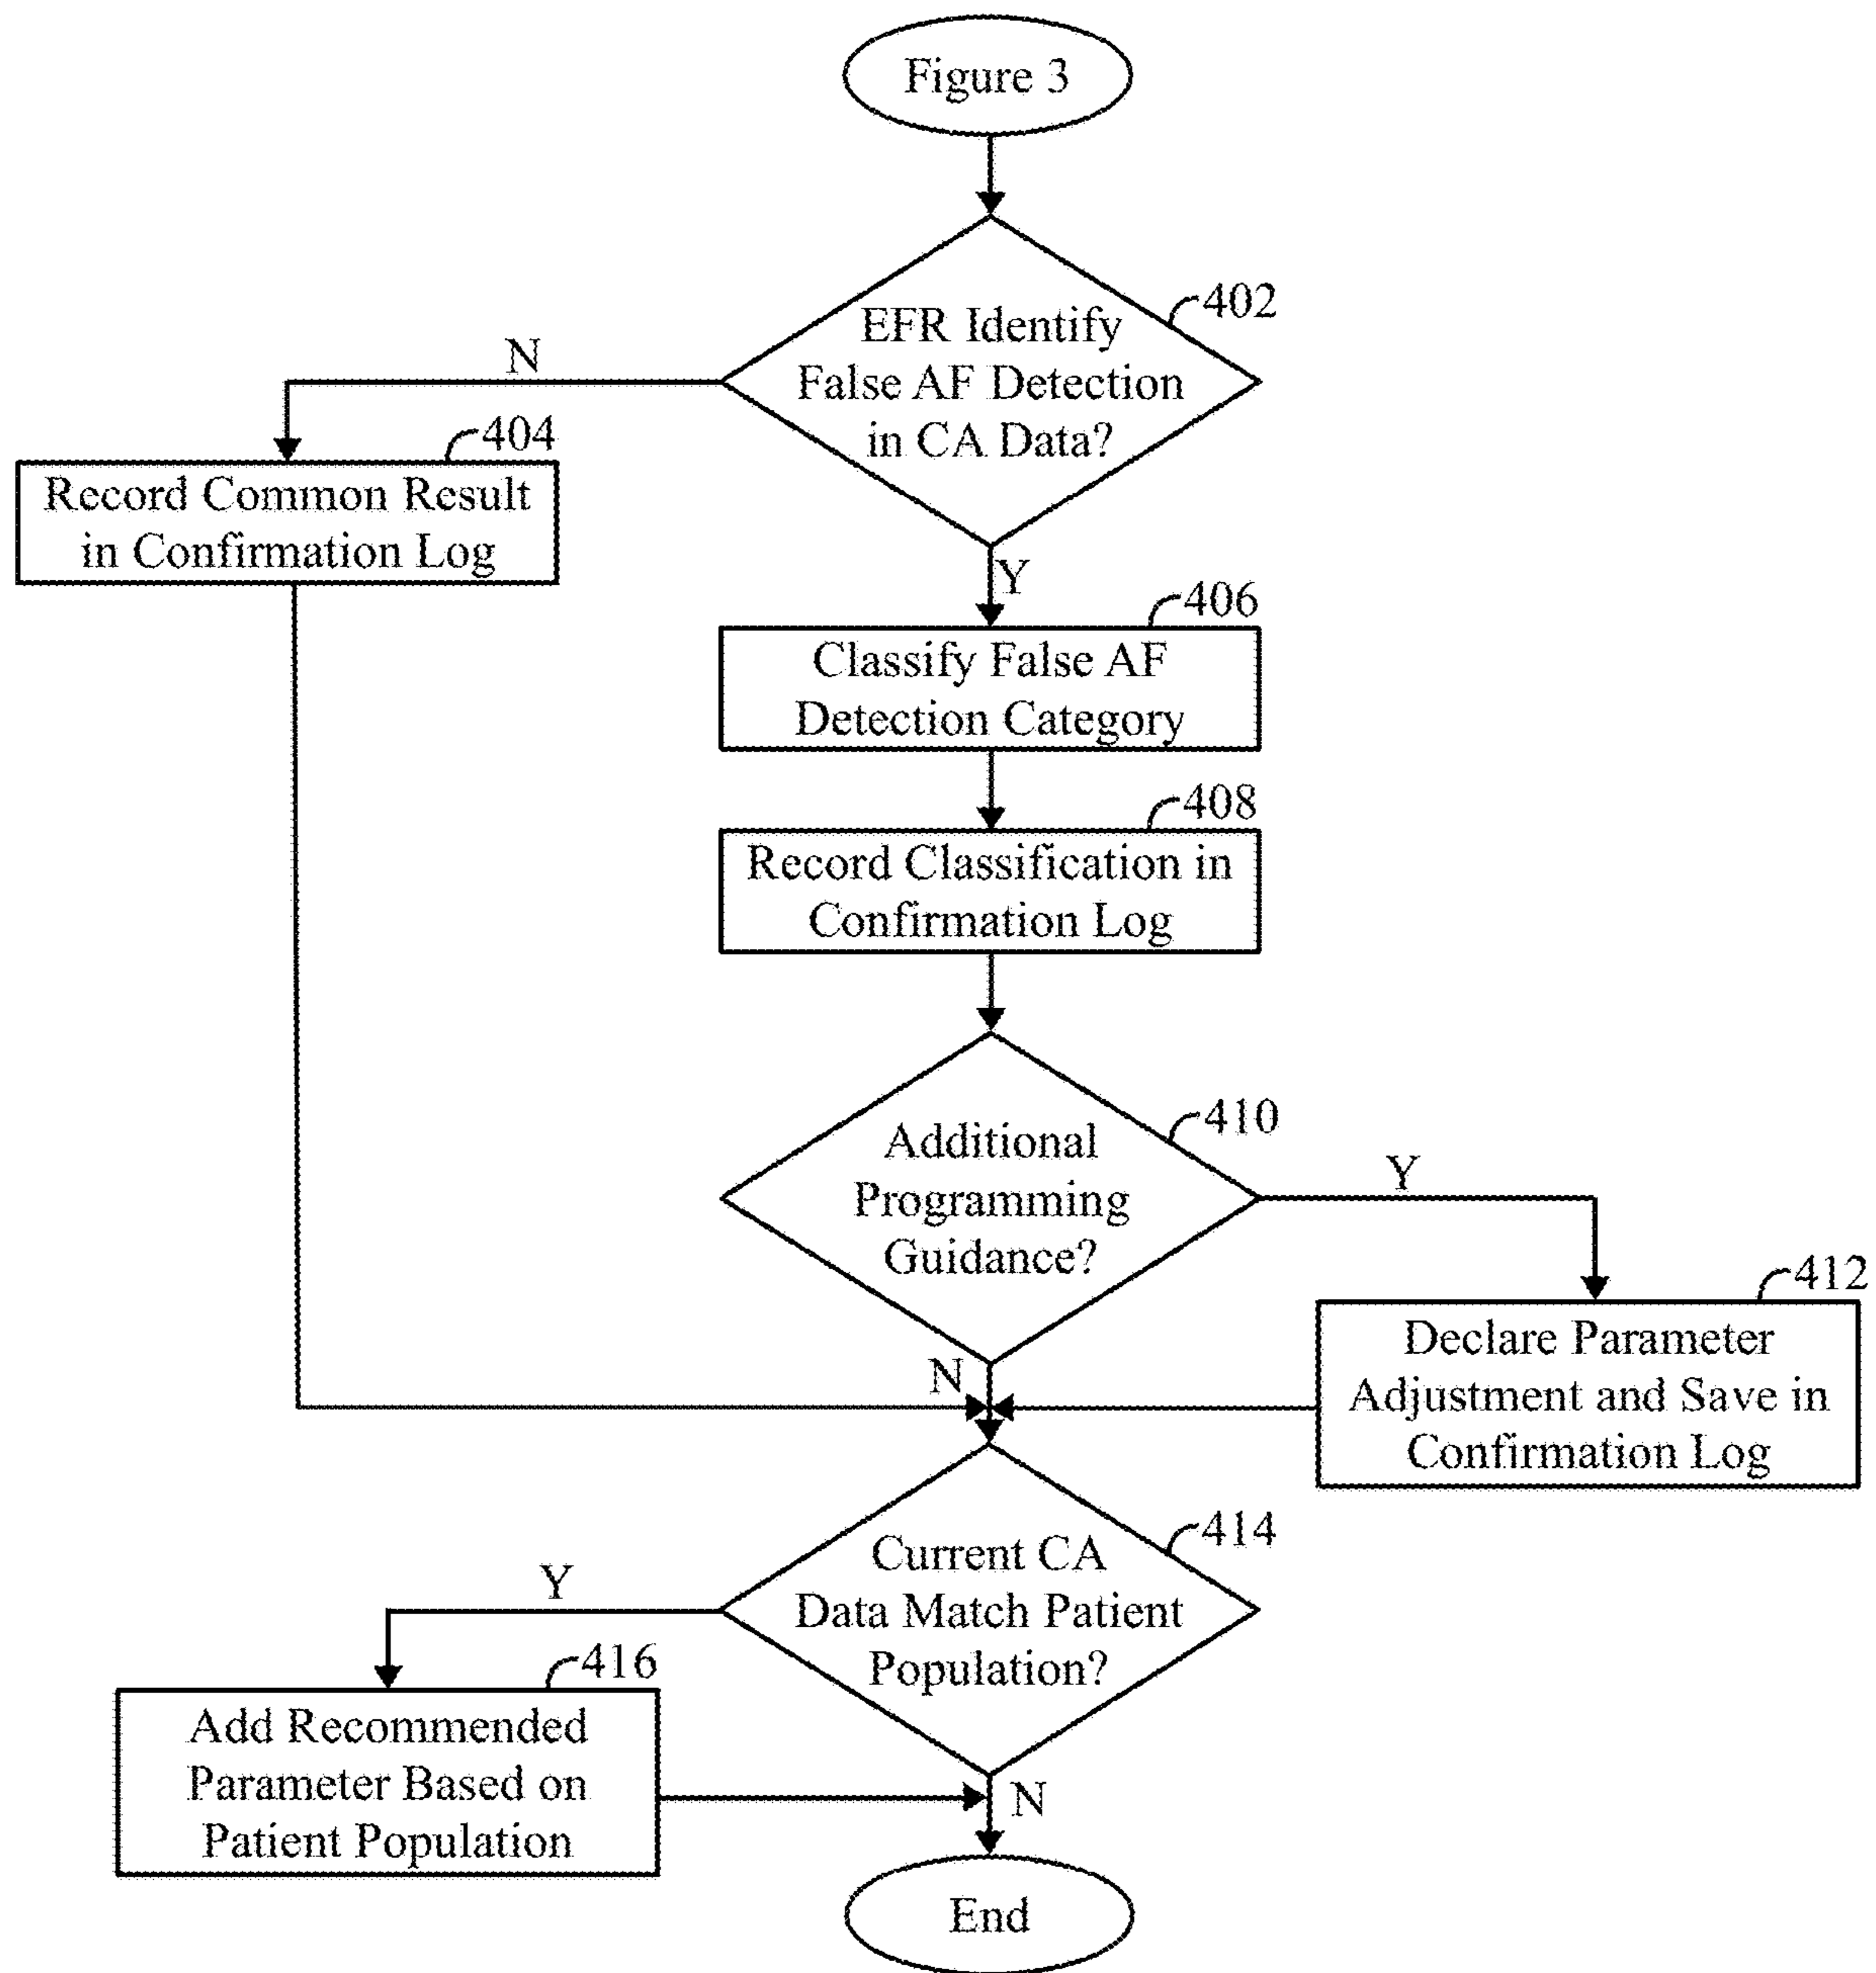 Figure 3
402
EFR Identify
False AF Detection
in CA Data?
N
404
Record Common Result
in Confirmation Log
Y
406
Classify False AF
Detection Category
408
Record Classification in
Confirmation Log
410
Additional
Programming
Guidance?
Y
412
Declare Parameter
Adjustment and Save in
Confirmation Log
N
414
Current CA
Data Match Patient
Population?
Y
416
Add Recommended
Parameter Based on
Patient Population
N
End